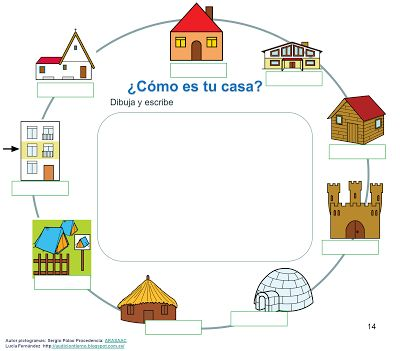 ¿Cómo es tu casa?
Dibuja y escribe
14
Autor pictogramas: Sergio Palao Procedencia: ARASAAC
Lucía Fernández http://audiciontierno.blogspot.com.es/